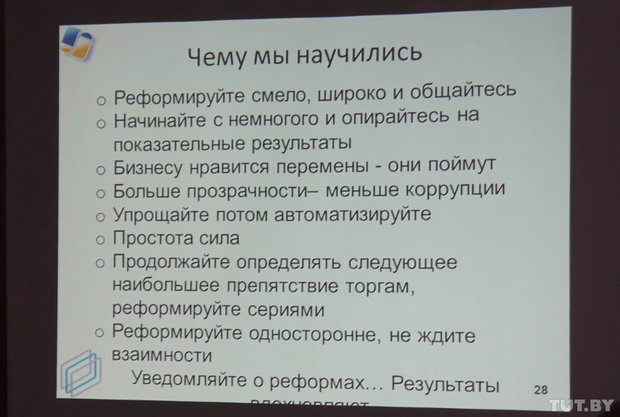 Чему мы научились
o Реформируйте смело, широко и общайтесь
o Начинайте с немногого и опирайтесь на
показательные результаты
o Бизнесу нравится перемены - они поймут
o Больше прозрачности– меньше коррупции
o Упрощайте потом автоматизируйте
o Простота сила
o Продолжайте определять следующее
наибольшее препятствие торгам,
реформируйте сериями
o Реформируйте односторонне, не ждите
взаимности
Уведомляйте о реформах... Результаты
вдохновляют
28
TUT.BY